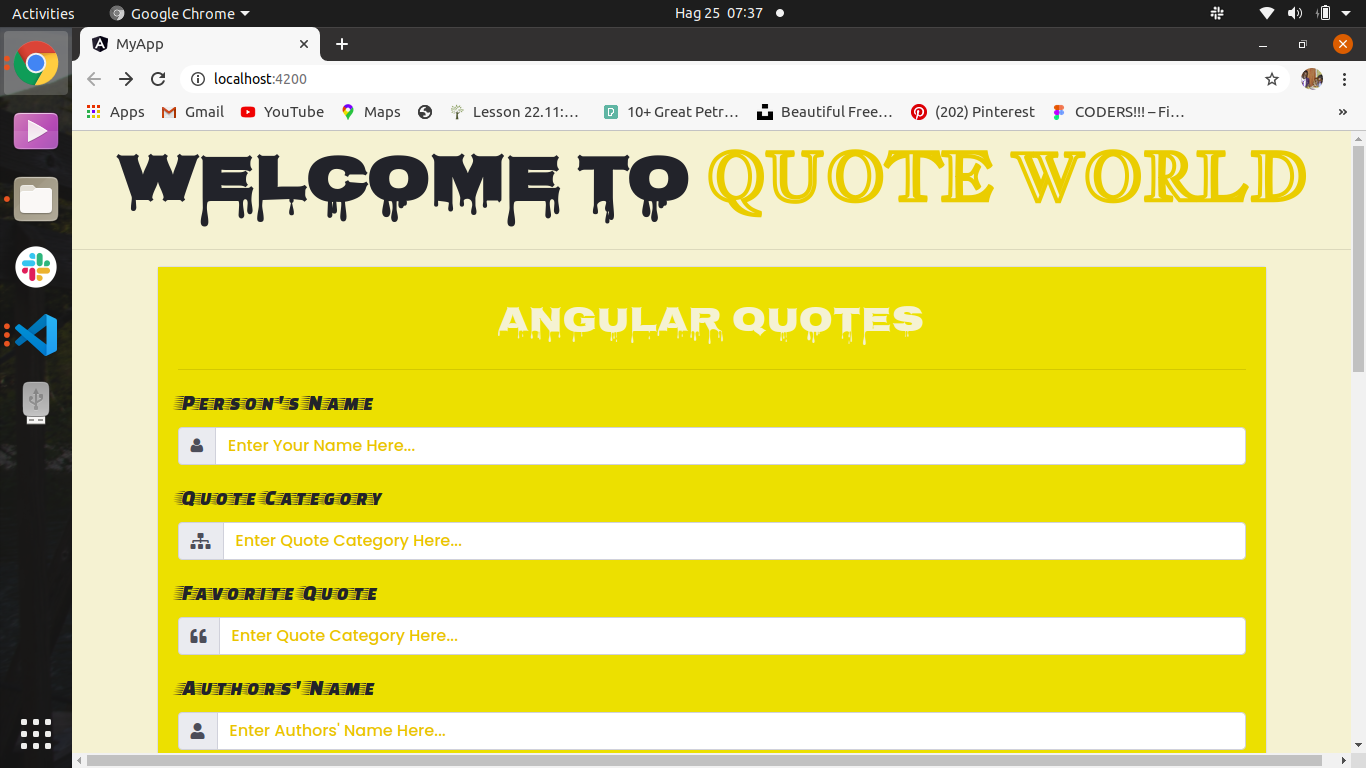 Activities Google Chrome Hag 25 07:37
MyApp
localhost:4200
Apps Gmail YouTube Maps Lesson 22.11:... 10+ Great Petr... Beautiful Free... (202) Pinterest CODERS!!! – Fi... »
WELCOME TO QUOTE WORLD
ANGULAR QUOTES
PERSON'S NAME
Enter Your Name Here...
QUOTE CATEGORY
Enter Quote Category Here...
FAVORITE QUOTE
Enter Quote Category Here...
AUTHORS' NAME
Enter Authors' Name Here...